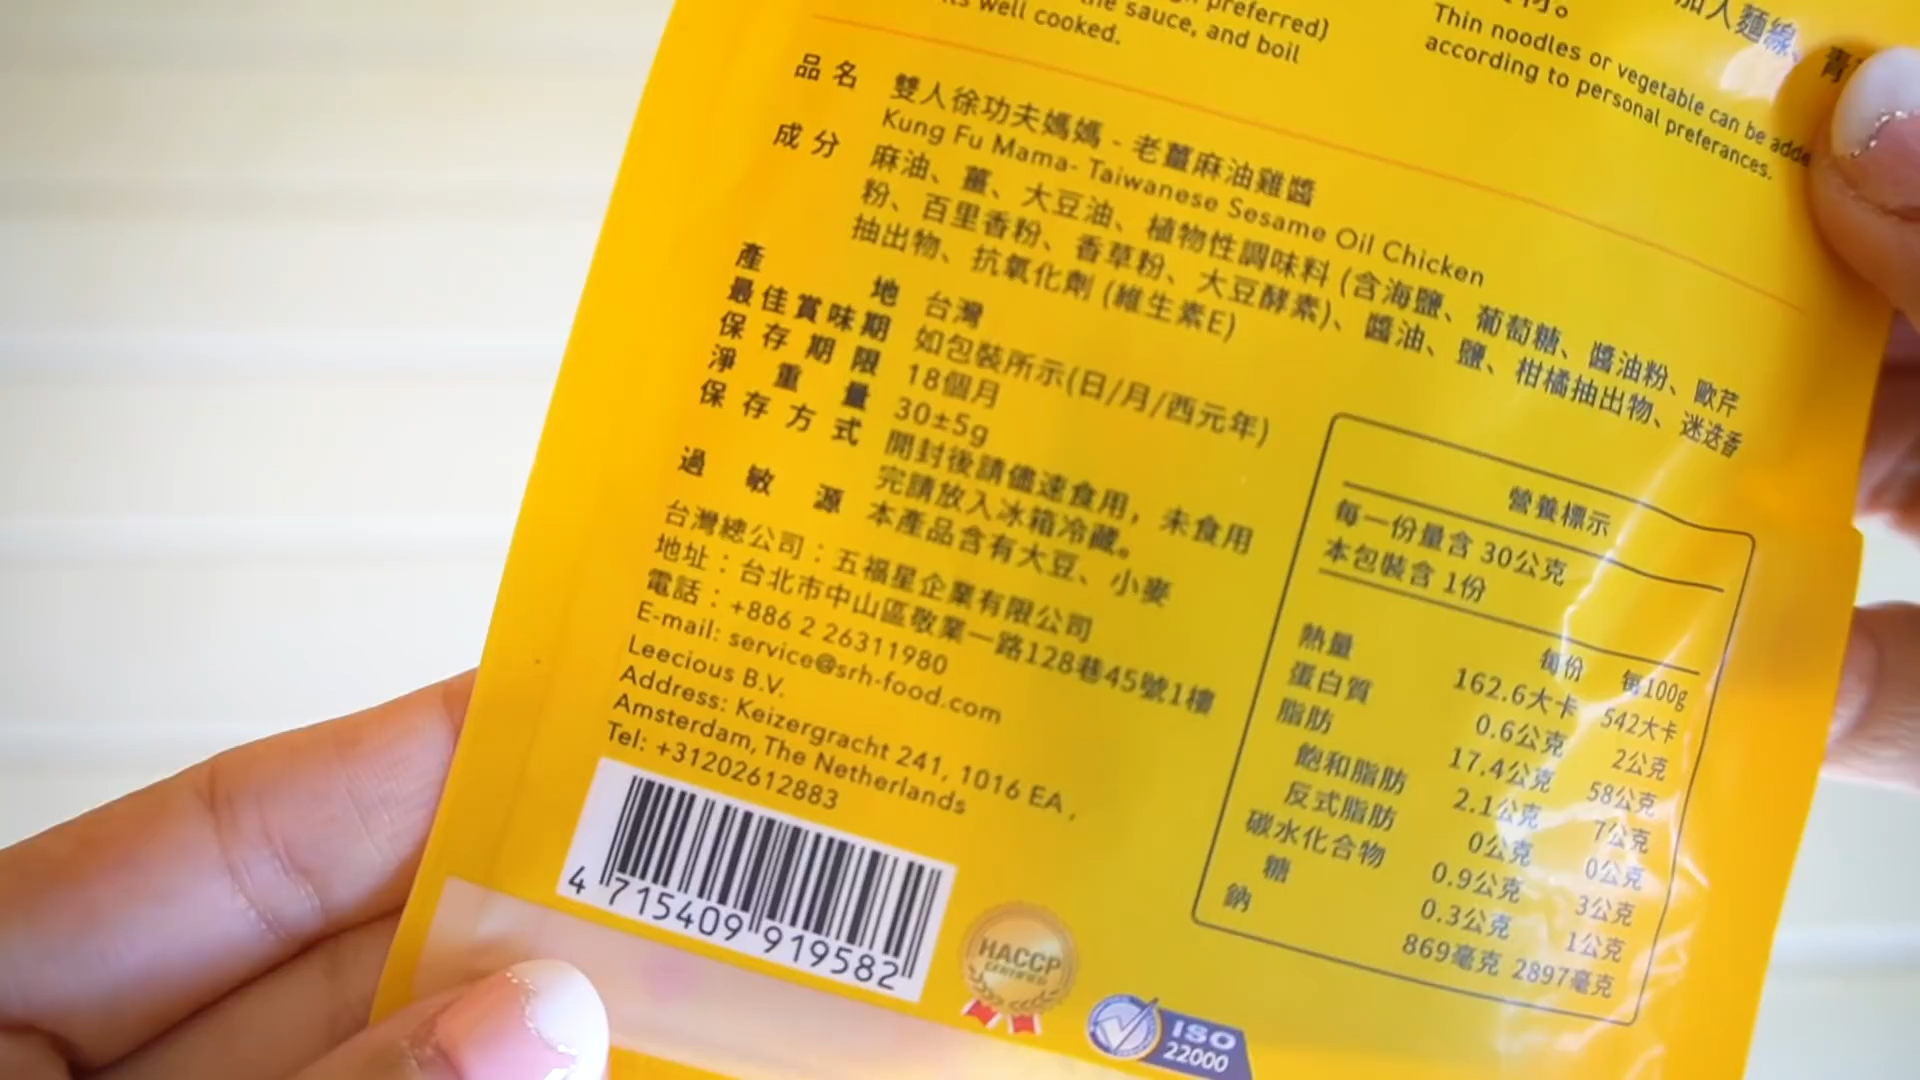 preferred)
the sauce, and boil
well cooked.
加入麵線、青
Thin noodles or vegetable can be adde
according to personal preferances.
品名 雙人徐功夫媽媽 - 老薑麻油雞醬
Kung Fu Mama- Taiwanese Sesame Oil Chicken
成分 麻油、薑、大豆油、植物性調味料 (含海鹽、葡萄糖、醬油粉、歐芹
粉、百里香粉、香草粉、大豆酵素)、醬油、鹽、柑橘抽出物、迷迭香
抽出物、抗氧化劑 (維生素E)
產地 台灣
最佳賞味期 如包裝所示(日/月/西元年)
保存期限 18個月
淨重量 30±5g
保存方式 開封後請儘速食用，未食用
完請放入冰箱冷藏。
過敏源 本產品含有大豆、小麥
台灣總公司：五福星企業有限公司
地址：台北市中山區敬業一路128巷45號1樓
電話：+886 2 26311980
E-mail: service@srh-food.com
Leecious B.V.
Address: Keizergracht 241, 1016 EA ,
Amsterdam, The Netherlands
Tel: +31202612883
4 715409 919582
HACCP
CERTIFIED
ISO
22000
營養標示
每一份量含 30公克
本包裝含 1份
每份 每100g
熱量 162.6大卡 542大卡
蛋白質 0.6公克 2公克
脂肪 17.4公克 58公克
飽和脂肪 2.1公克 7公克
反式脂肪 0公克 0公克
碳水化合物 0.9公克 3公克
糖 0.3公克 1公克
鈉 869毫克 2897毫克